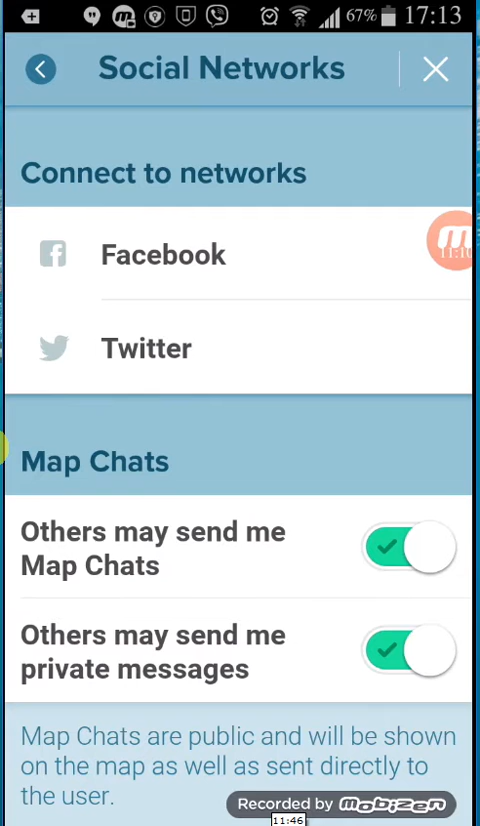 67% 17:13
Social Networks
Connect to networks
Facebook
11:10
Twitter
Map Chats
Others may send me
Map Chats
Others may send me
private messages
Map Chats are public and will be shown
on the map as well as sent directly to
the user.
Recorded by mobizen
11:46